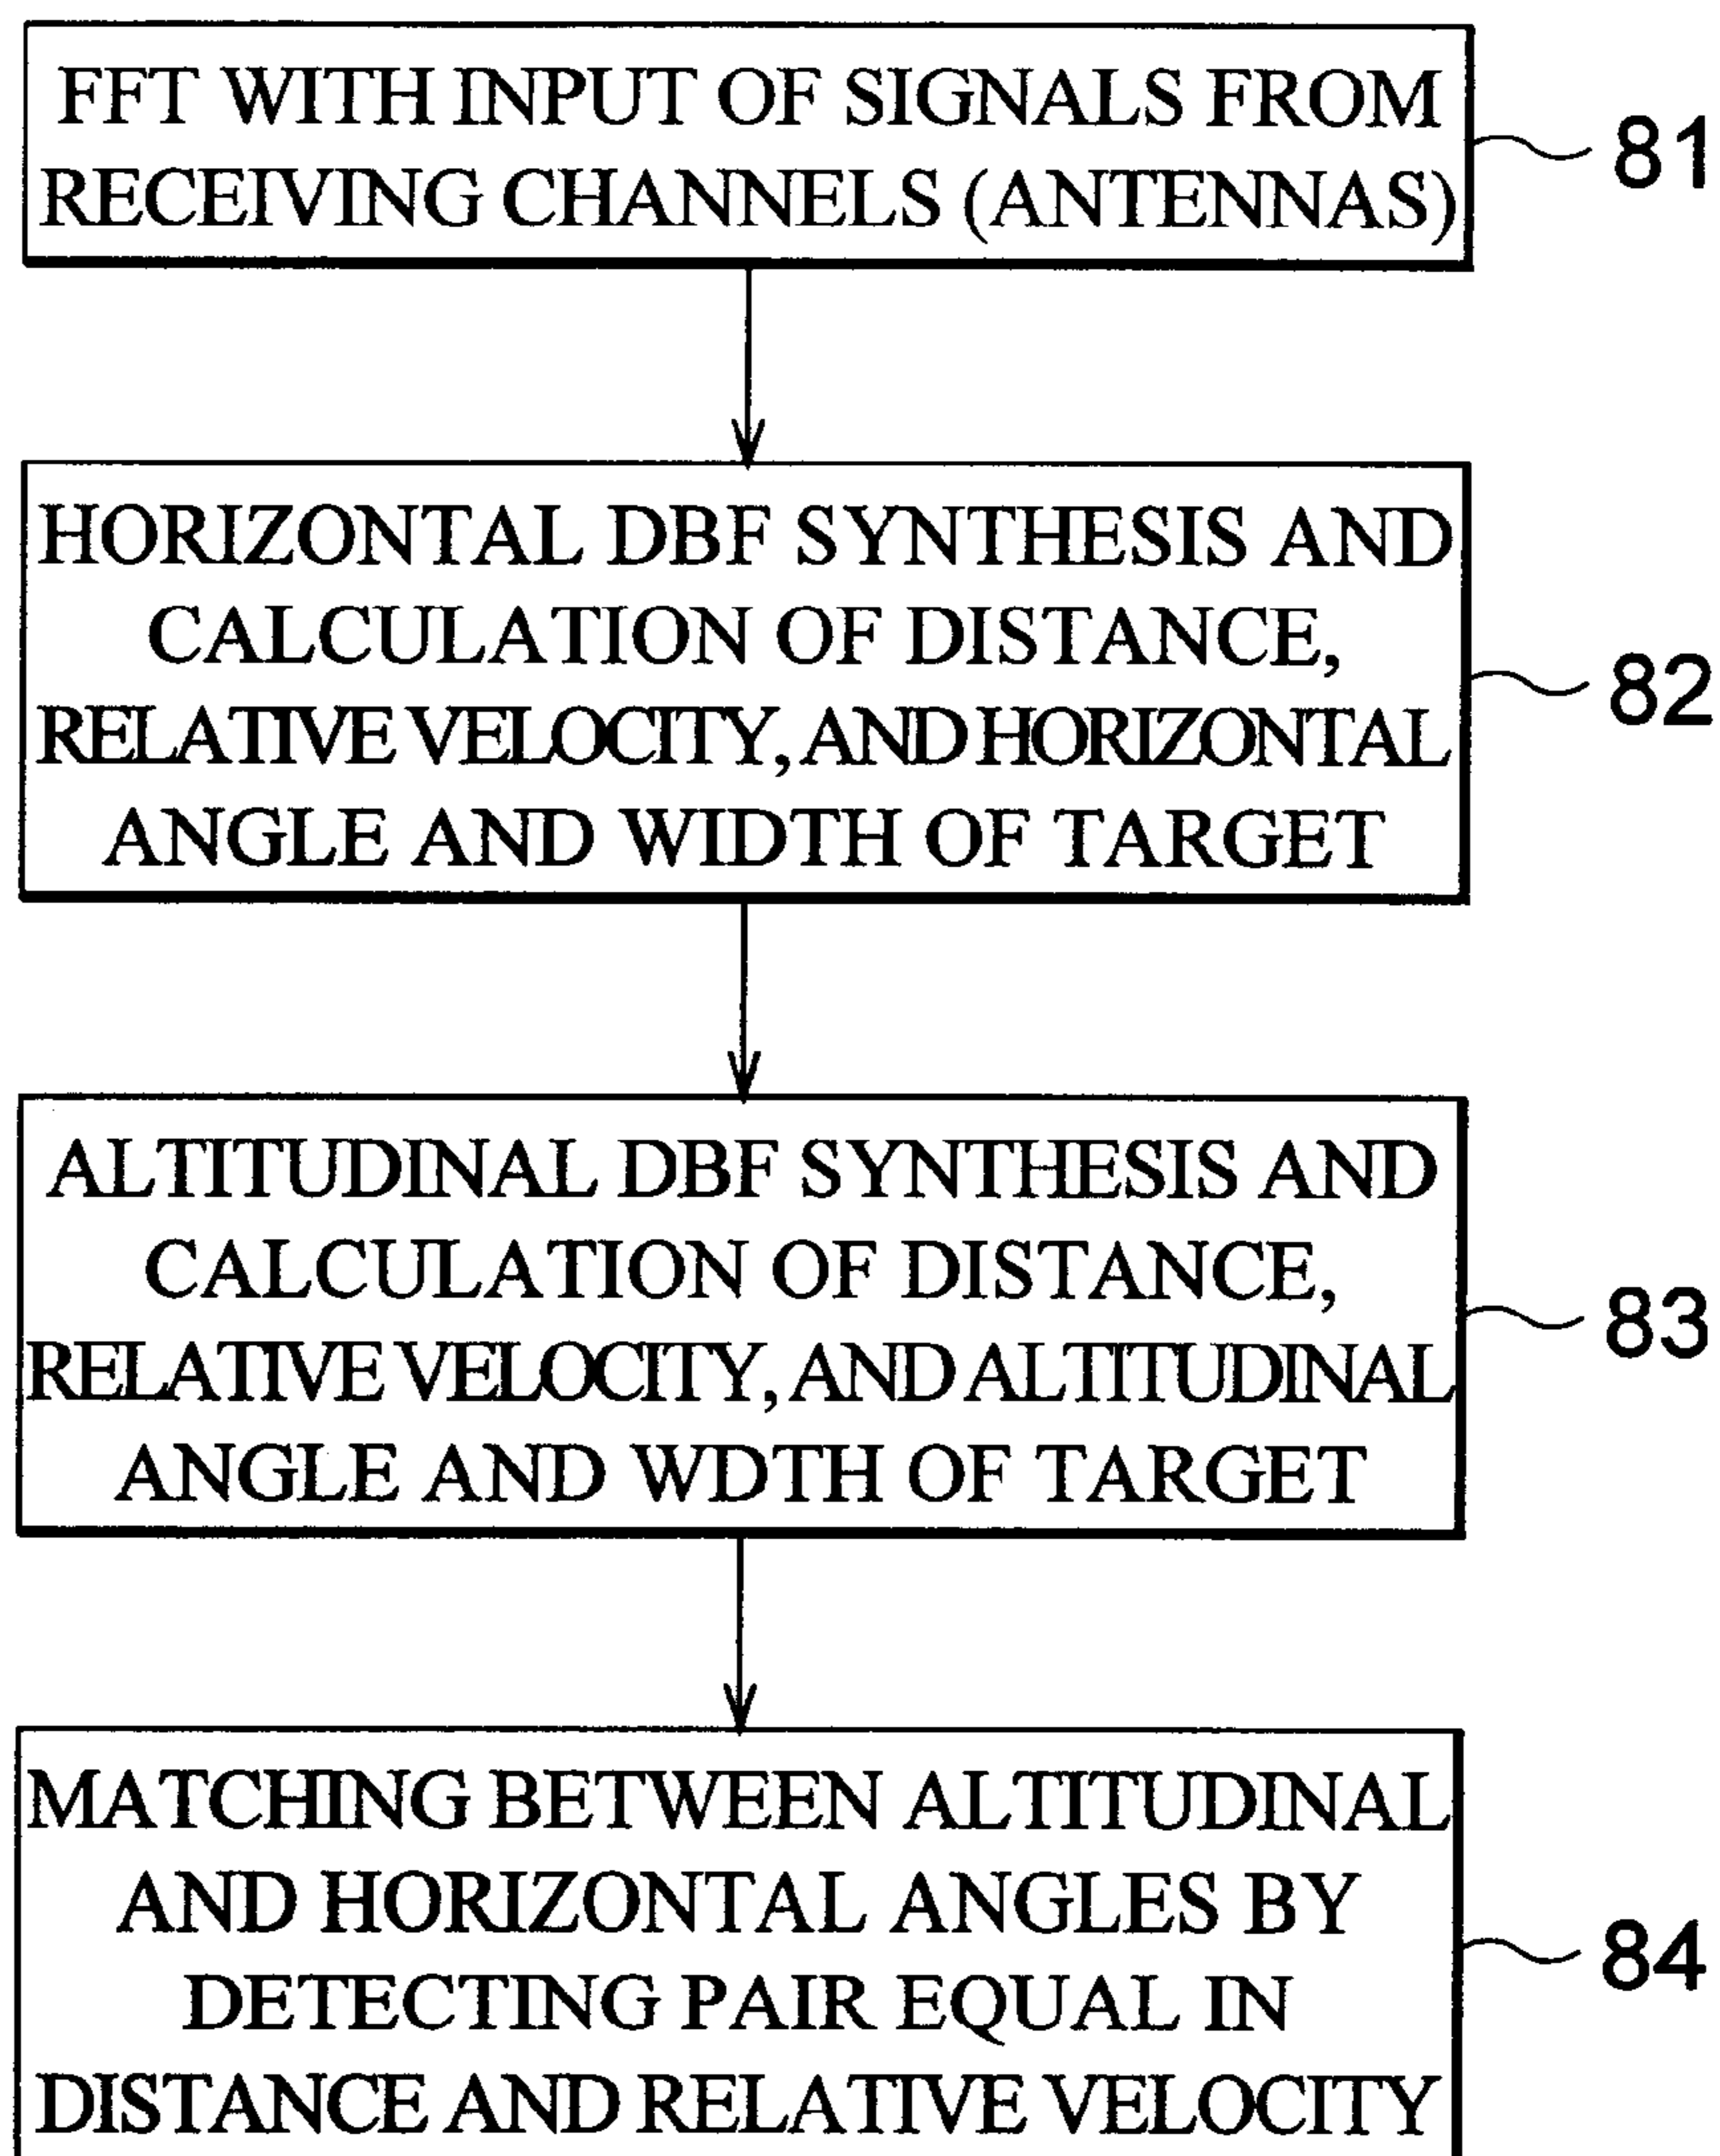 FFT WITH INPUT OF SIGNALS FROM
RECEIVING CHANNELS (ANTENNAS)
81
HORIZONTAL DBF SYNTHESIS AND
CALCULATION OF DISTANCE,
RELATIVE VELOCITY, AND HORIZONTAL
ANGLE AND WIDTH OF TARGET
82
ALTITUDINAL DBF SYNTHESIS AND
CALCULATION OF DISTANCE,
RELATIVE VELOCITY, AND ALTITUDINAL
ANGLE AND WDTH OF TARGET
83
MATCHING BETWEEN ALTITUDINAL
AND HORIZONTAL ANGLES BY
DETECTING PAIR EQUAL IN
DISTANCE AND RELATIVE VELOCITY
84